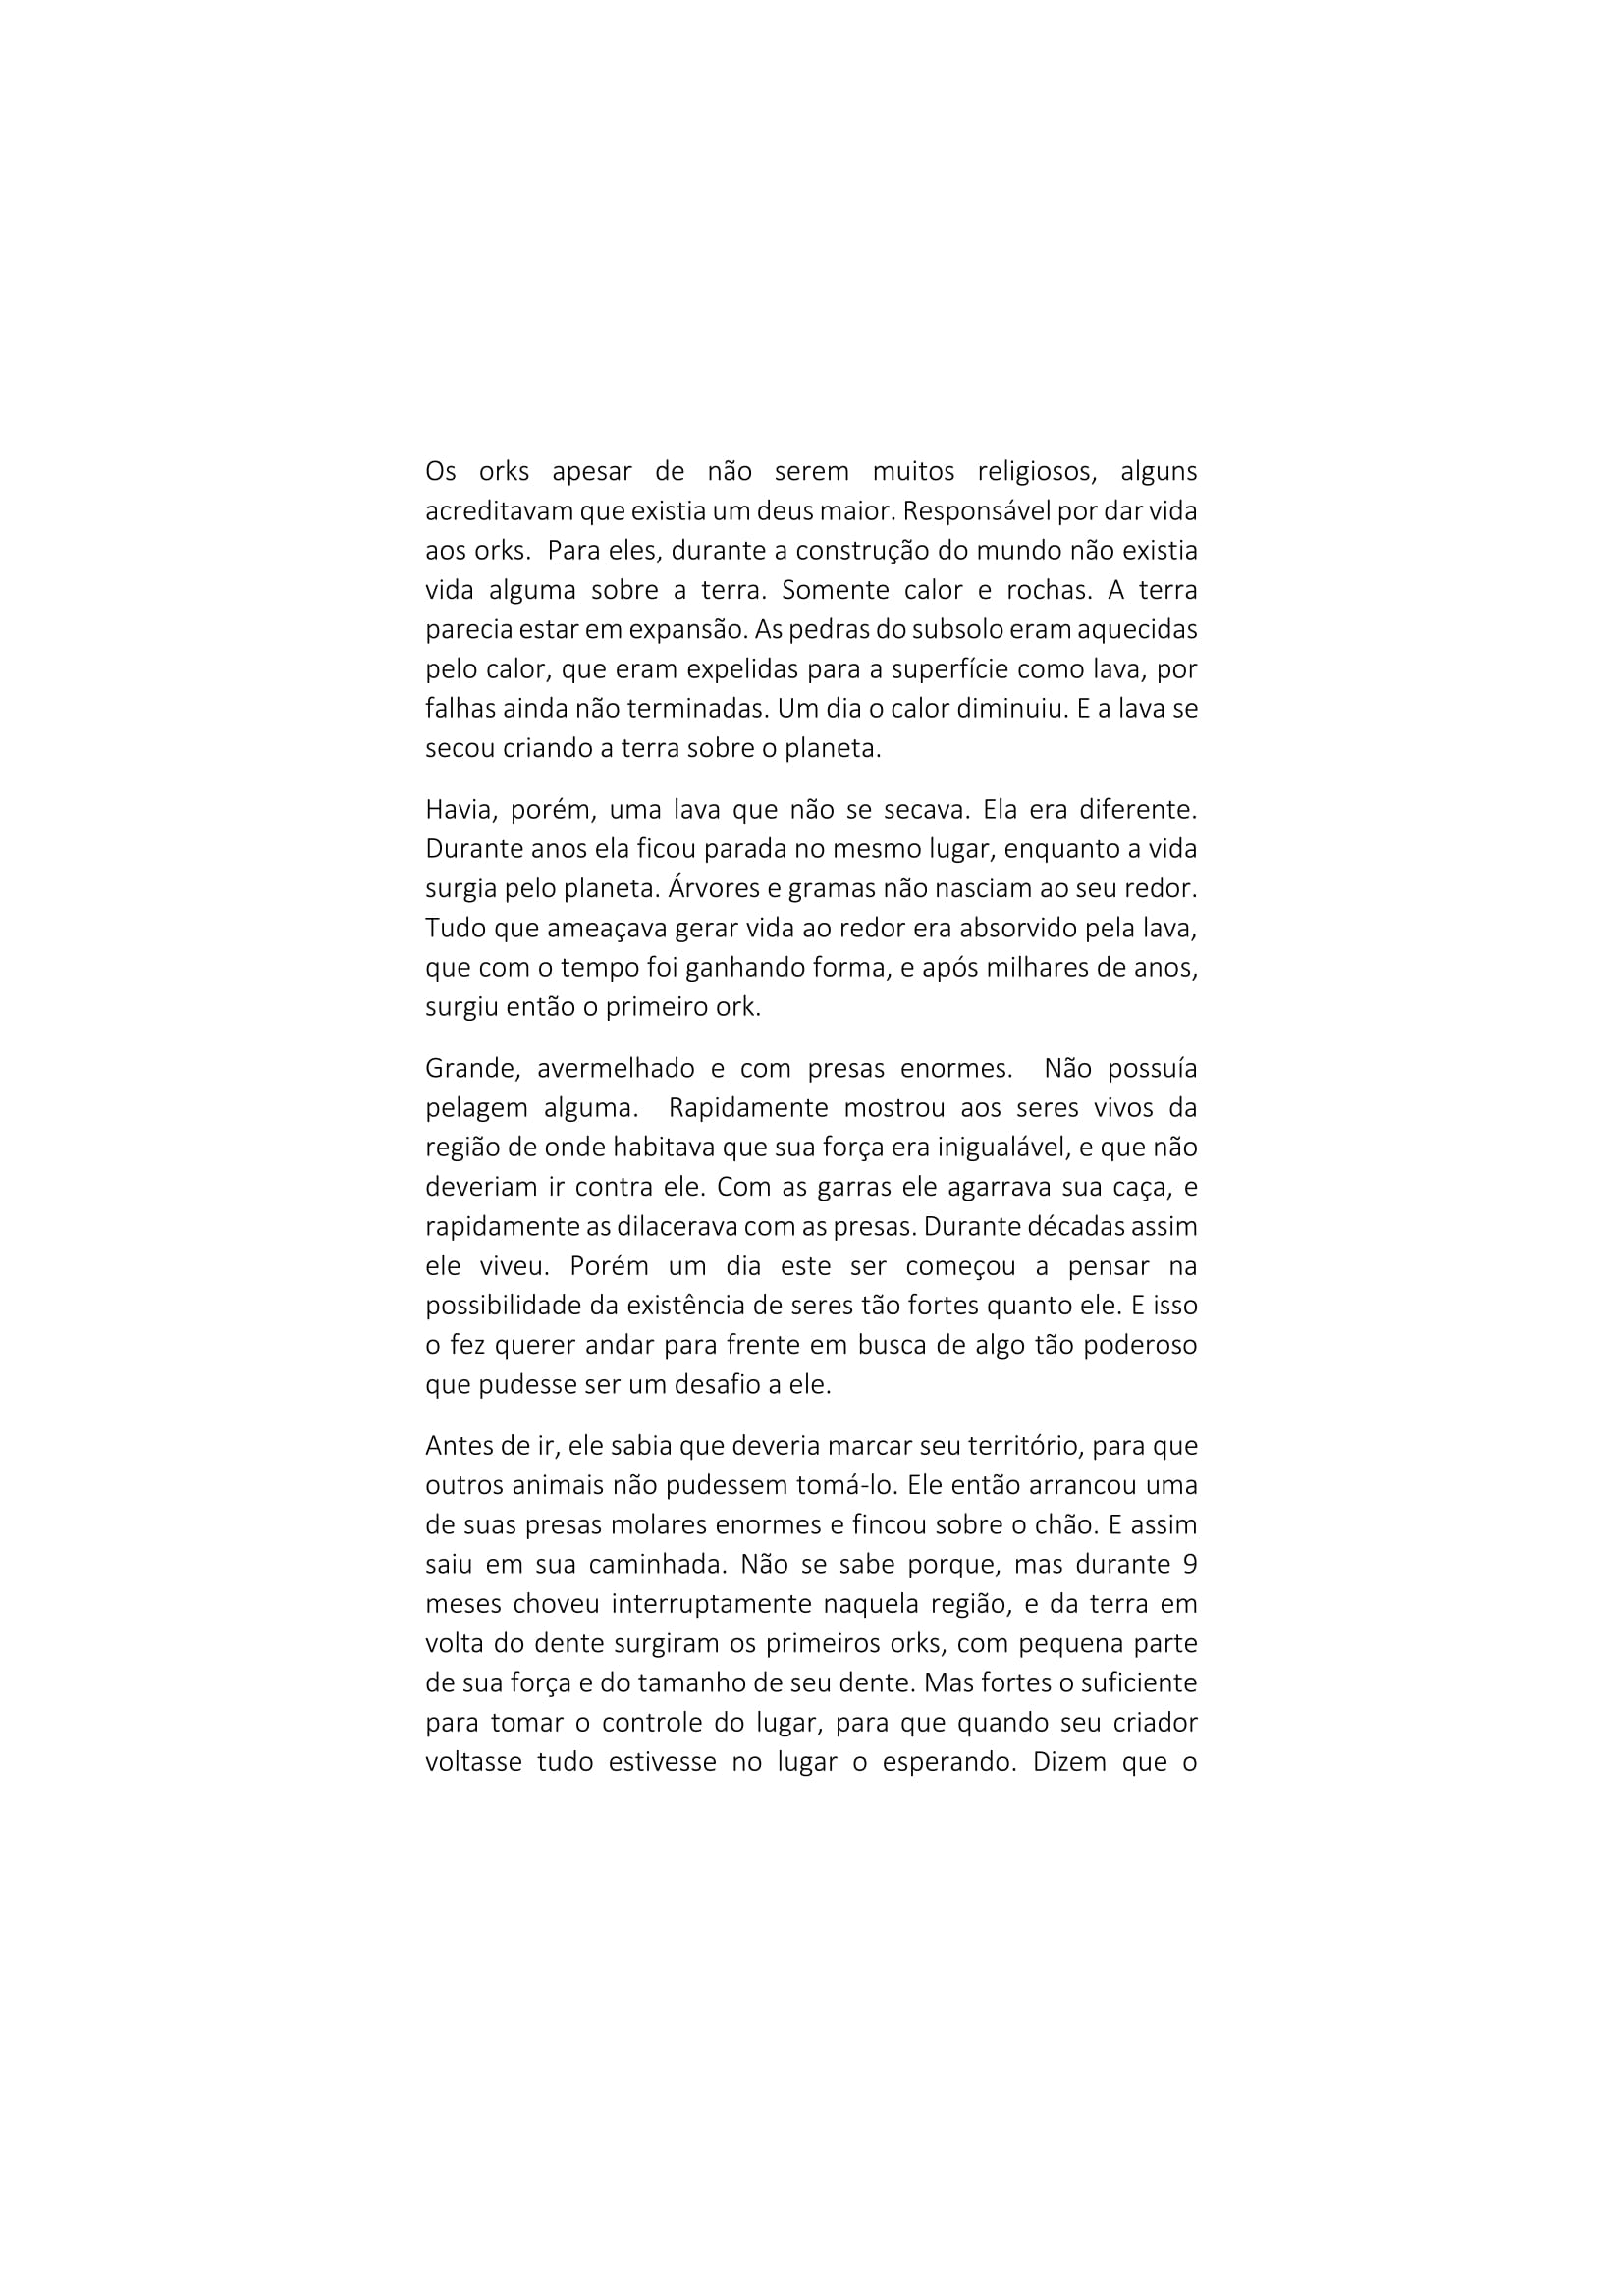 Os orks apesar de não serem muitos religiosos, alguns
acreditavam que existia um deus maior. Responsável por dar vida
aos orks.  Para eles, durante a construção do mundo não existia
vida alguma sobre a terra. Somente calor e rochas. A terra
parecia estar em expansão. As pedras do subsolo eram aquecidas
pelo calor, que eram expelidas para a superfície como lava, por
falhas ainda não terminadas. Um dia o calor diminuiu. E a lava se
secou criando a terra sobre o planeta.
Havia, porém, uma lava que não se secava. Ela era diferente.
Durante anos ela ficou parada no mesmo lugar, enquanto a vida
surgia pelo planeta. Árvores e gramas não nasciam ao seu redor.
Tudo que ameaçava gerar vida ao redor era absorvido pela lava,
que com o tempo foi ganhando forma, e após milhares de anos,
surgiu então o primeiro ork.
Grande, avermelhado e com presas enormes.  Não possuía
pelagem alguma.  Rapidamente mostrou aos seres vivos da
região de onde habitava que sua força era inigualável, e que não
deveriam ir contra ele. Com as garras ele agarrava sua caça, e
rapidamente as dilacerava com as presas. Durante décadas assim
ele viveu. Porém um dia este ser começou a pensar na
possibilidade da existência de seres tão fortes quanto ele. E isso
o fez querer andar para frente em busca de algo tão poderoso
que pudesse ser um desafio a ele.
Antes de ir, ele sabia que deveria marcar seu território, para que
outros animais não pudessem tomá-lo. Ele então arrancou uma
de suas presas molares enormes e fincou sobre o chão. E assim
saiu em sua caminhada. Não se sabe porque, mas durante 9
meses choveu interruptamente naquela região, e da terra em
volta do dente surgiram os primeiros orks, com pequena parte
de sua força e do tamanho de seu dente. Mas fortes o suficiente
para tomar o controle do lugar, para que quando seu criador
voltasse tudo estivesse no lugar o esperando. Dizem que o